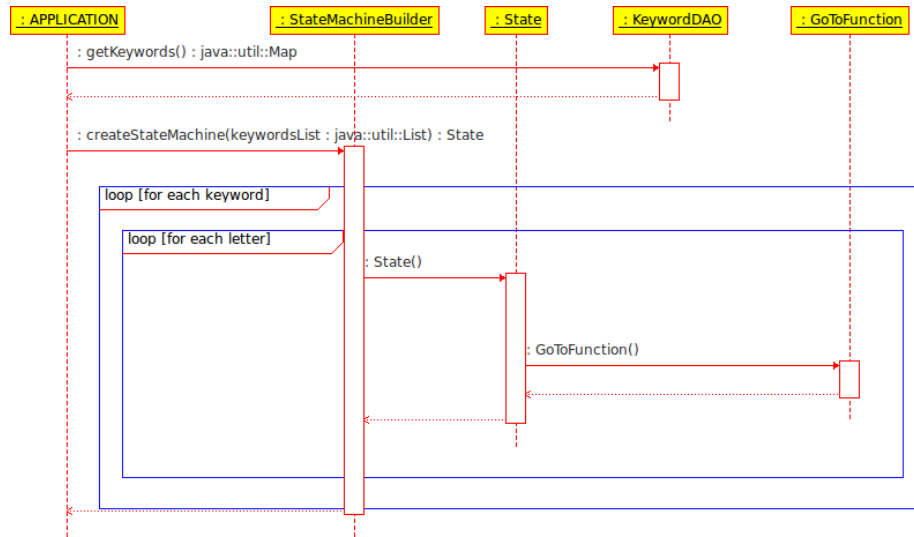 : APPLICATION
: StateMachineBuilder
: State
: KeywordDAO
: GoToFunction
: getKeywords() : java::util::Map
: createStateMachine(keywordsList : java::util::List) : State
loop [for each keyword]
loop [for each letter]
: State()
: GoToFunction()